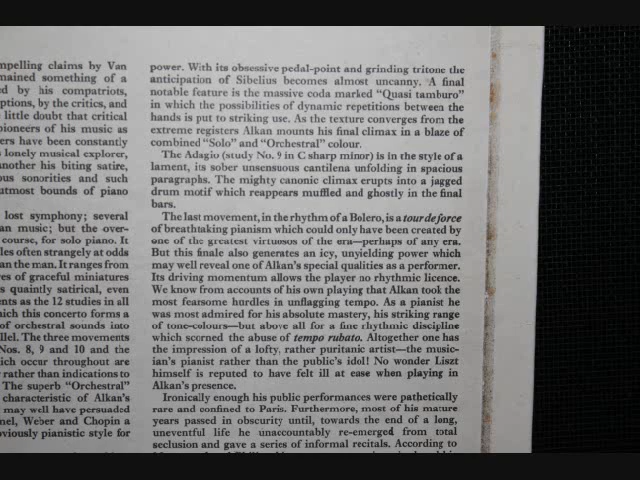 mpelling claims by Van
mained something of a
ed by his compatriots,
ptions, by the critics, and
little doubt that critical
pioneers of his music as
ers have been constantly
s lonely musical explorer,
another his biting satire,
ous sonorities and such
utmost bounds of piano
lost symphony; several
an music; but the over-
course, for solo piano. It
les often strangely at odds
an the man. It ranges from
es of graceful miniatures
s quaintly satirical, even
ents as the 12 studies in all
hich this concerto forms a
of orchestral sounds into
llel. The three movements
Nos. 8, 9 and 10 and the
ich occur throughout are
rather than indications to
The superb "Orchestral"
characteristic of Alkan's
may well have persuaded
nel, Weber and Chopin a
viously pianistic style for
power. With its obsessive pedal-point and grinding tritone the
anticipation of Sibelius becomes almost uncanny. A final
notable feature is the massive coda marked "Quasi tamburo"
in which the possibilities of dynamic repetitions between the
hands is put to striking use. As the texture converges from the
extreme registers Alkan mounts his final climax in a blaze of
combined "Solo" and "Orchestral" colour.
The Adagio (study No. 9 in C sharp minor) is in the style of a
lament, its sober unsensuous cantilena unfolding in spacious
paragraphs. The mighty canonic climax erupts into a jagged
drum motif which reappears muffled and ghostly in the final
bars.
The last movement, in the rhythm of a Bolero, is a tour de force
of breathtaking pianism which could only have been created by
one of the greatest virtuosos of the era—perhaps of any era.
But this finale also generates an icy, unyielding power which
may well reveal one of Alkan's special qualities as a performer.
Its driving momentum allows the player no rhythmic licence.
We know from accounts of his own playing that Alkan took the
most fearsome hurdles in unflagging tempo. As a pianist he
was most admired for his absolute mastery, his striking range
of tone-colours—but above all for a fine rhythmic discipline
which scorned the abuse of tempo rubato. Altogether one has
the impression of a lofty, rather puritanic artist—the music-
ian's pianist rather than the public's idol! No wonder Liszt
himself is reputed to have felt ill at ease when playing in
Alkan's presence.
Ironically enough his public performances were pathetically
rare and confined to Paris. Furthermore, most of his mature
years passed in obscurity until, towards the end of a long,
uneventful life he unaccountably re-emerged from total
seclusion and gave a series of informal recitals. According to